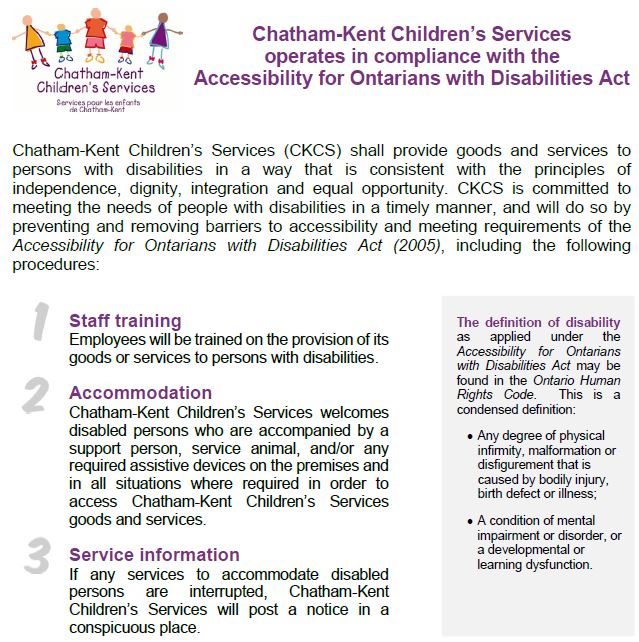 Chatham-Kent
Children's Services
Services pour les enfants
de Chatham-Kent
Chatham-Kent Children's Services
operates in compliance with the
Accessibility for Ontarians with Disabilities Act
Chatham-Kent Children's Services (CKCS) shall provide goods and services to
persons with disabilities in a way that is consistent with the principles of
independence, dignity, integration and equal opportunity. CKCS is committed to
meeting the needs of people with disabilities in a timely manner, and will do so by
preventing and removing barriers to accessibility and meeting requirements of the
Accessibility for Ontarians with Disabilities Act (2005), including the following
procedures:
1
Staff training
Employees will be trained on the provision of its
goods or services to persons with disabilities.
2
Accommodation
Chatham-Kent Children's Services welcomes
disabled persons who are accompanied by a
support person, service animal, and/or any
required assistive devices on the premises and
in all situations where required in order to
access Chatham-Kent Children's Services
goods and services.
3
Service information
If any services to accommodate disabled
persons are interrupted, Chatham-Kent
Children's Services will post a notice in a
conspicuous place.
The definition of disability
as applied under the
Accessibility for Ontarians
with Disabilities Act may be
found in the Ontario Human
Rights Code. This is a
condensed definition:
• Any degree of physical
infirmity, malformation or
disfigurement that is
caused by bodily injury,
birth defect or illness;
• A condition of mental
impairment or disorder, or
a developmental or
learning dysfunction.